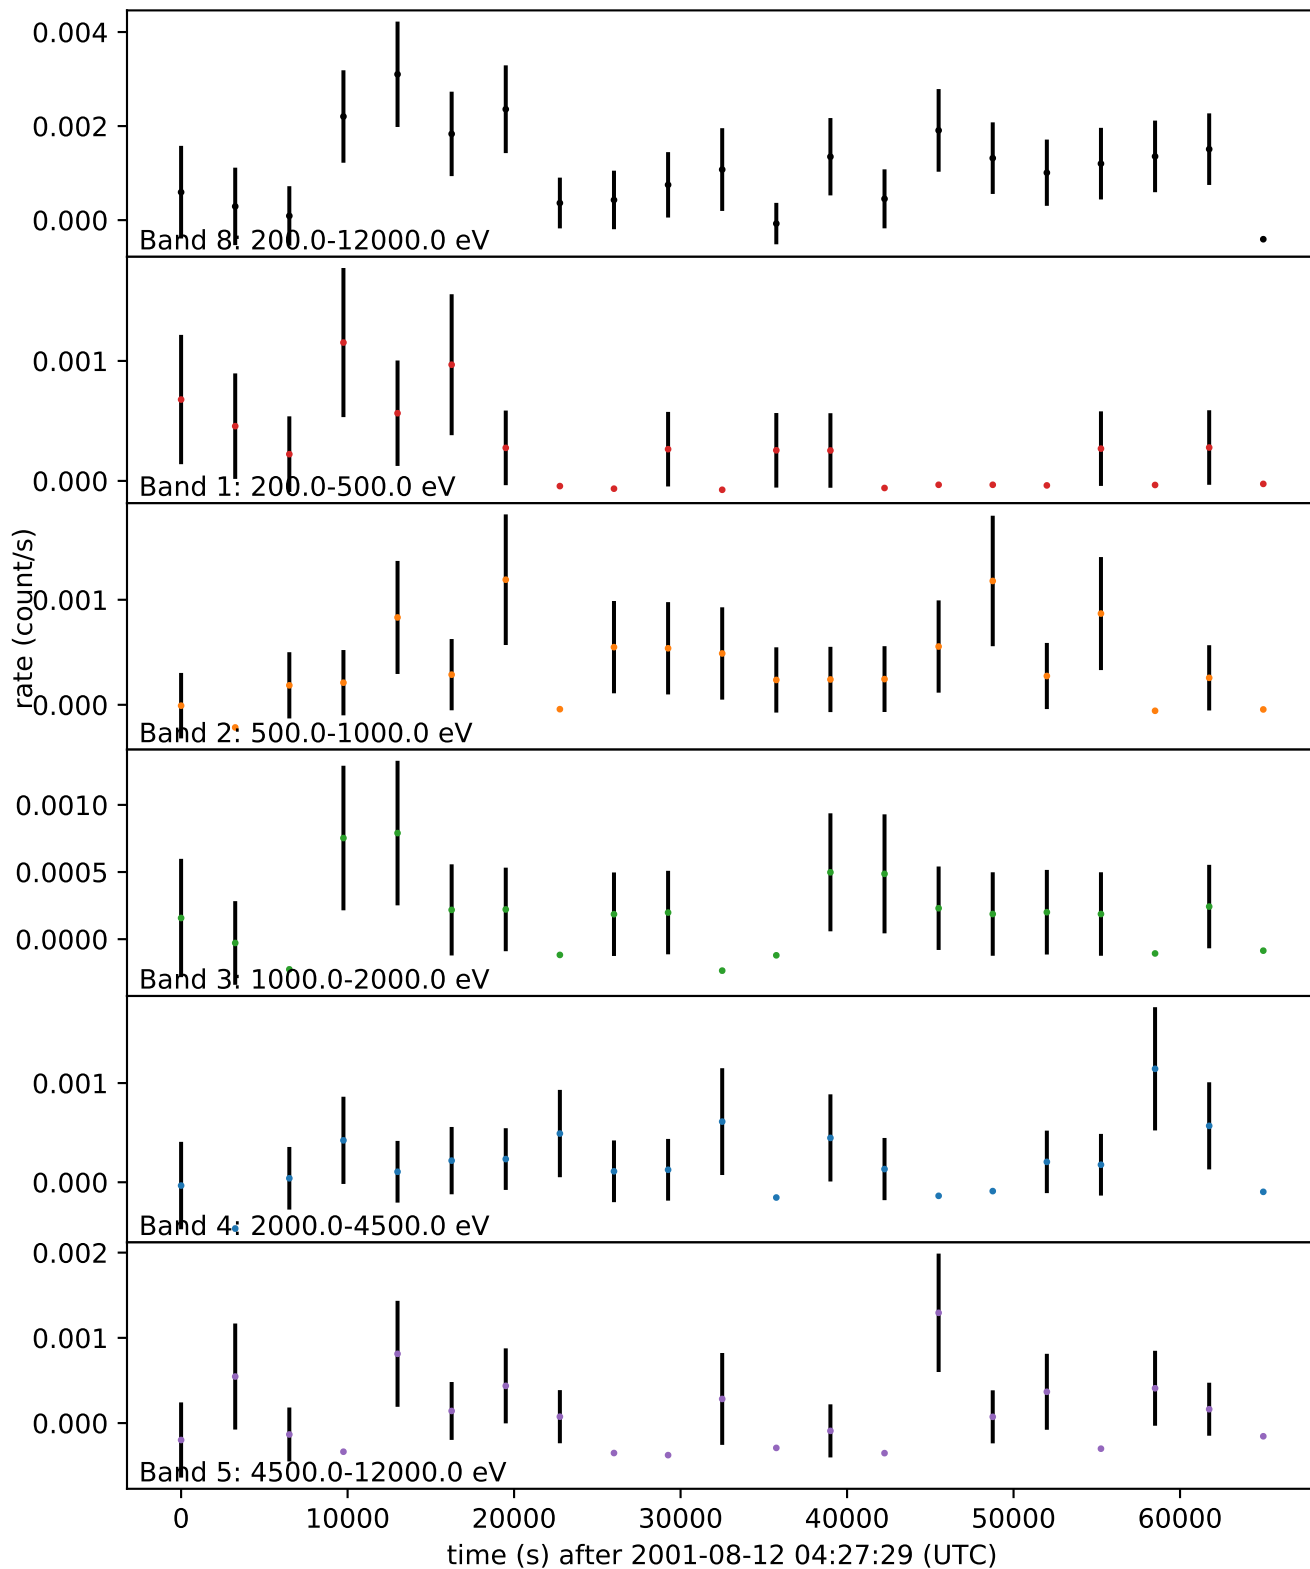 0.004
0.002
0.000
Band 8: 200.0-12000.0 eV
0.001
0.000
Band 1: 200.0-500.0 eV
rate (count/s)
0.001
0.000
Band 2: 500.0-1000.0 eV
0.0010
0.0005
0.0000
Band 3: 1000.0-2000.0 eV
0.001
0.000
Band 4: 2000.0-4500.0 eV
0.002
0.001
0.000
Band 5: 4500.0-12000.0 eV
0 10000 20000 30000 40000 50000 60000
time (s) after 2001-08-12 04:27:29 (UTC)